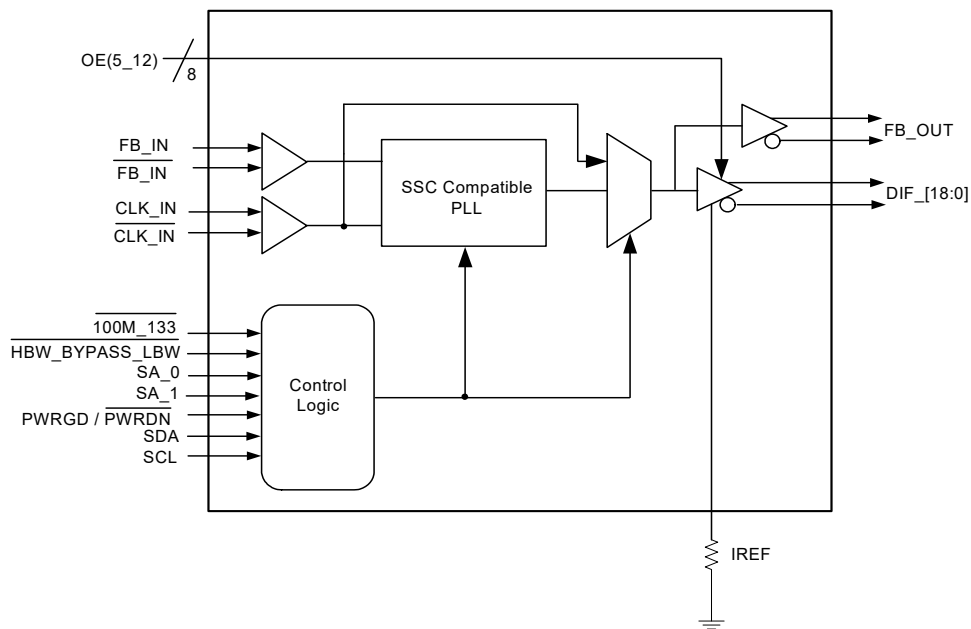 OE(5_12)
8
FB_IN
FB_IN
CLK_IN
CLK_IN
SSC Compatible
PLL
FB_OUT
DIF_[18:0]
100M_133
HBW_BYPASS_LBW
SA_0
SA_1
PWRGD / PWRDN
SDA
SCL
Control
Logic
IREF